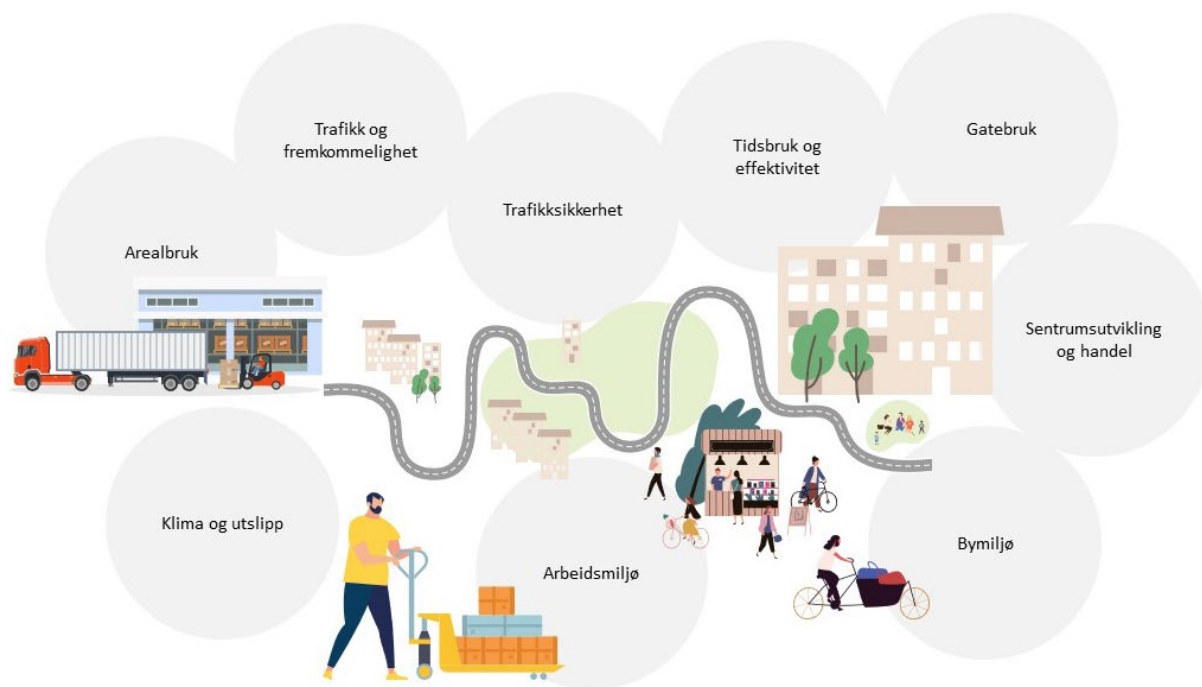 Trafikk og
fremkommelighet
Tidsbruk og
effektivitet
Gatebruk
Trafikksikkerhet
Arealbruk
Sentrumsutvikling
og handel
Klima og utslipp
Arbeidsmiljø
Bymiljø